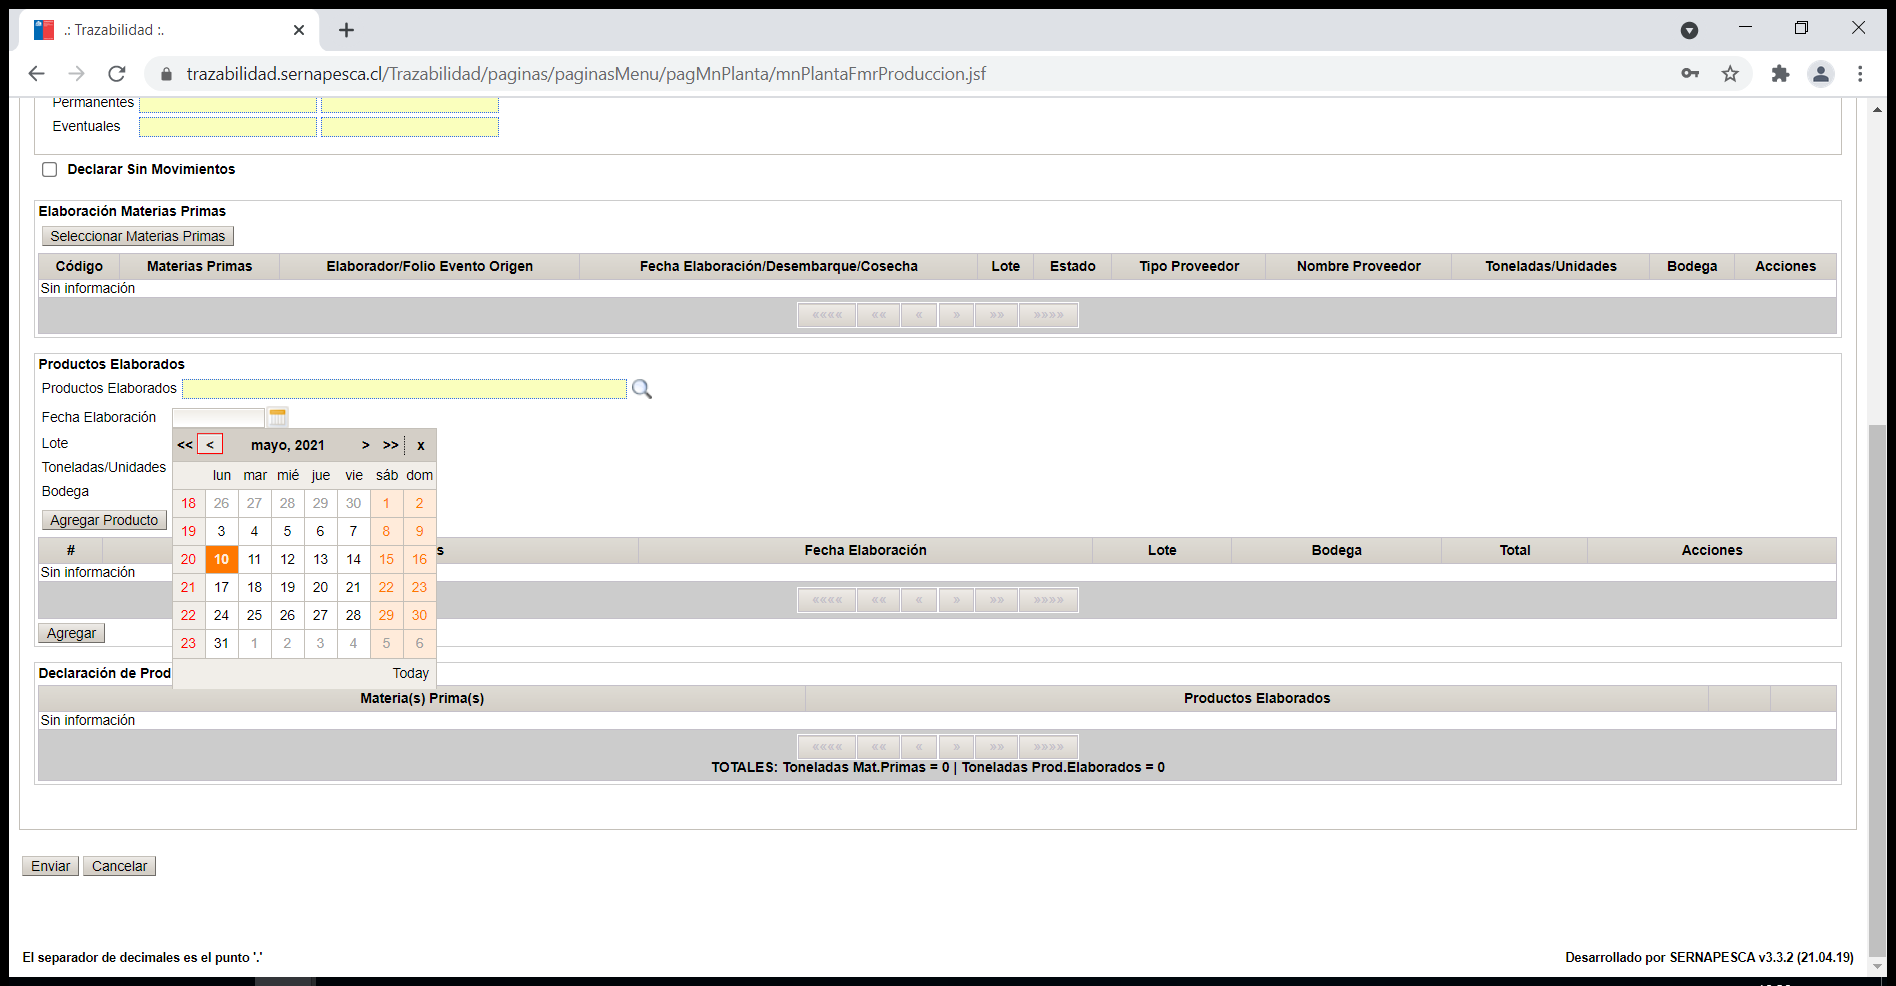 .: Trazabilidad :.
trazabilidad.sernapesca.cl/Trazabilidad/paginas/paginasMenu/pagMnPlanta/mnPlantaFmrProduccion.jsf
Permanentes
Eventuales
Declarar Sin Movimientos
Elaboración Materias Primas
Seleccionar Materias Primas
Código Materias Primas Elaborador/Folio Evento Origen Fecha Elaboración/Desembarque/Cosecha Lote Estado Tipo Proveedor Nombre Proveedor Toneladas/Unidades Bodega Acciones
Sin información
«««« «« « » »» »»»»
Productos Elaborados
Productos Elaborados
Fecha Elaboración
<< < mayo, 2021 > >> x
Lote
Toneladas/Unidades
Bodega
lun mar mié jue vie sáb dom
18 26 27 28 29 30 1 2
19 3 4 5 6 7 8 9
20 10 11 12 13 14 15 16
21 17 18 19 20 21 22 23
22 24 25 26 27 28 29 30
23 31 1 2 3 4 5 6
Today
Agregar Producto
# s Fecha Elaboración Lote Bodega Total Acciones
Sin información
«««« «« « » »» »»»»
Agregar
Declaración de Prod
Materia(s) Prima(s) Productos Elaborados
Sin información
«««« «« « » »» »»»»
TOTALES: Toneladas Mat.Primas = 0 | Toneladas Prod.Elaborados = 0
Enviar Cancelar
El separador de decimales es el punto '.'
Desarrollado por SERNAPESCA v3.3.2 (21.04.19)